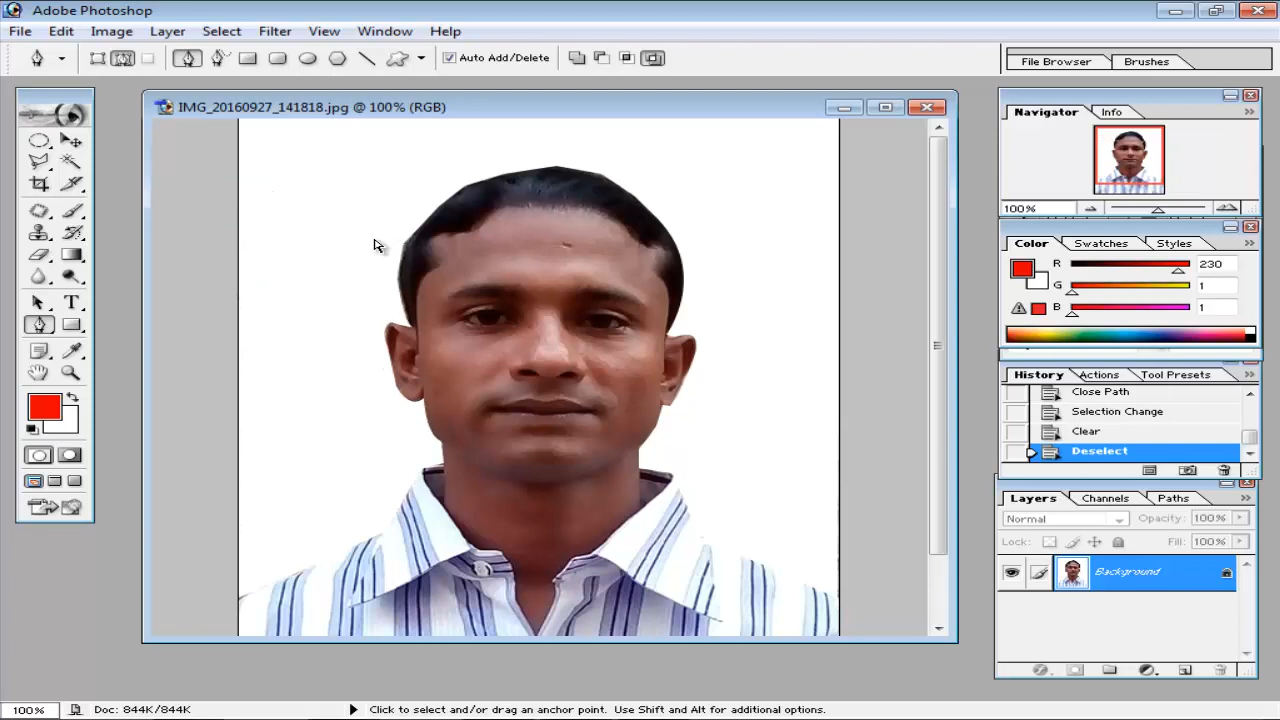 Adobe Photoshop
File Edit Image Layer Select Filter View Window Help
Auto Add/Delete
File Browser Brushes
IMG_20160927_141818.jpg @ 100% (RGB)
Navigator Info
100%
Color Swatches Styles
R 230
G 1
B 1
History Actions Tool Presets
Close Path
Selection Change
Clear
Deselect
Layers Channels Paths
Normal Opacity: 100%
Lock: Fill: 100%
Background
100% Doc: 844K/844K Click to select and/or drag an anchor point. Use Shift and Alt for additional options.